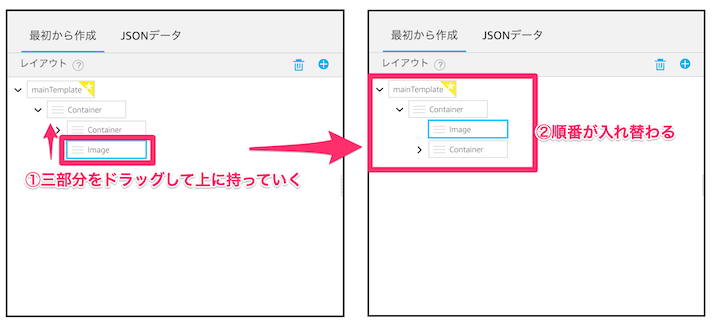 最初から作成 JSONデータ
レイアウト ?
mainTemplate
Container
Container
Image
①三部分をドラッグして上に持っていく
最初から作成 JSONデータ
レイアウト ?
mainTemplate
Container
Image
Container
②順番が入れ替わる